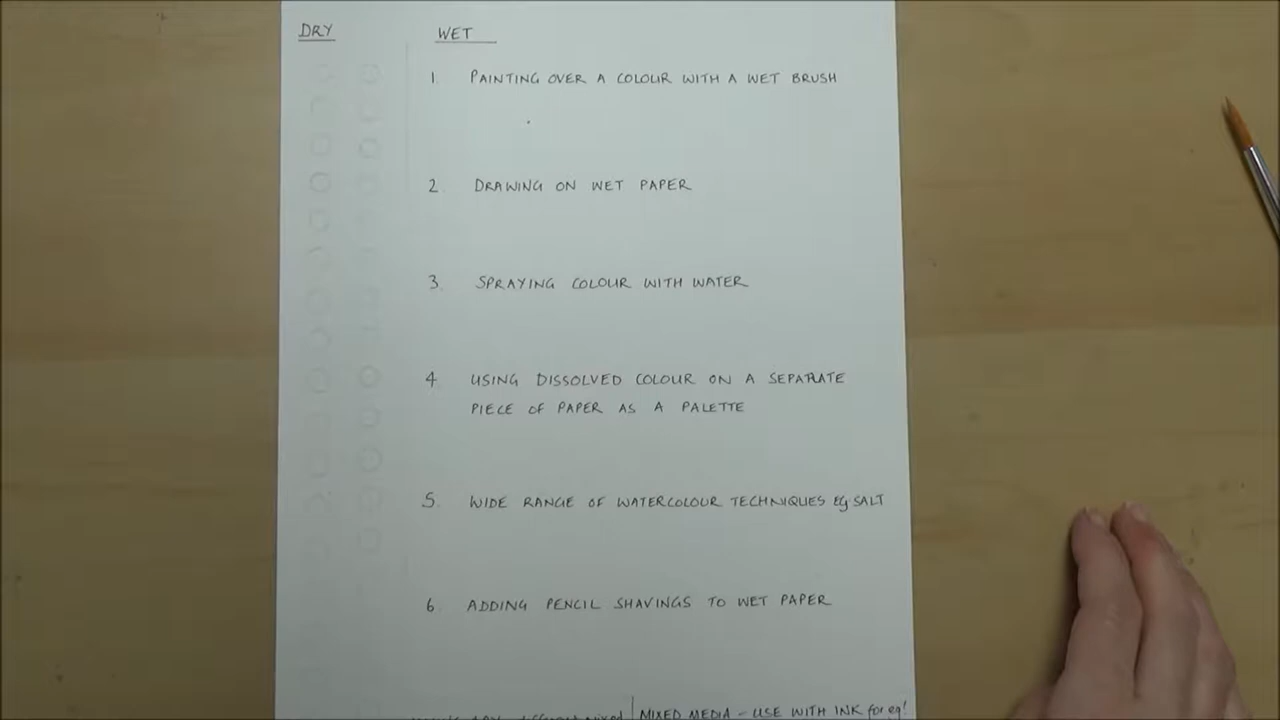 DRY
WET
1. PAINTING OVER A COLOUR WITH A WET BRUSH
2. DRAWING ON WET PAPER
3. SPRAYING COLOUR WITH WATER
4 USING DISSOLVED COLOUR ON A SEPARATE
PIECE OF PAPER AS A PALETTE
5. WIDE RANGE OF WATERCOLOUR TECHNIQUES eg SALT
6 ADDING PENCIL SHAVINGS TO WET PAPER
MIXED MEDIA - USE WITH INK for eg!